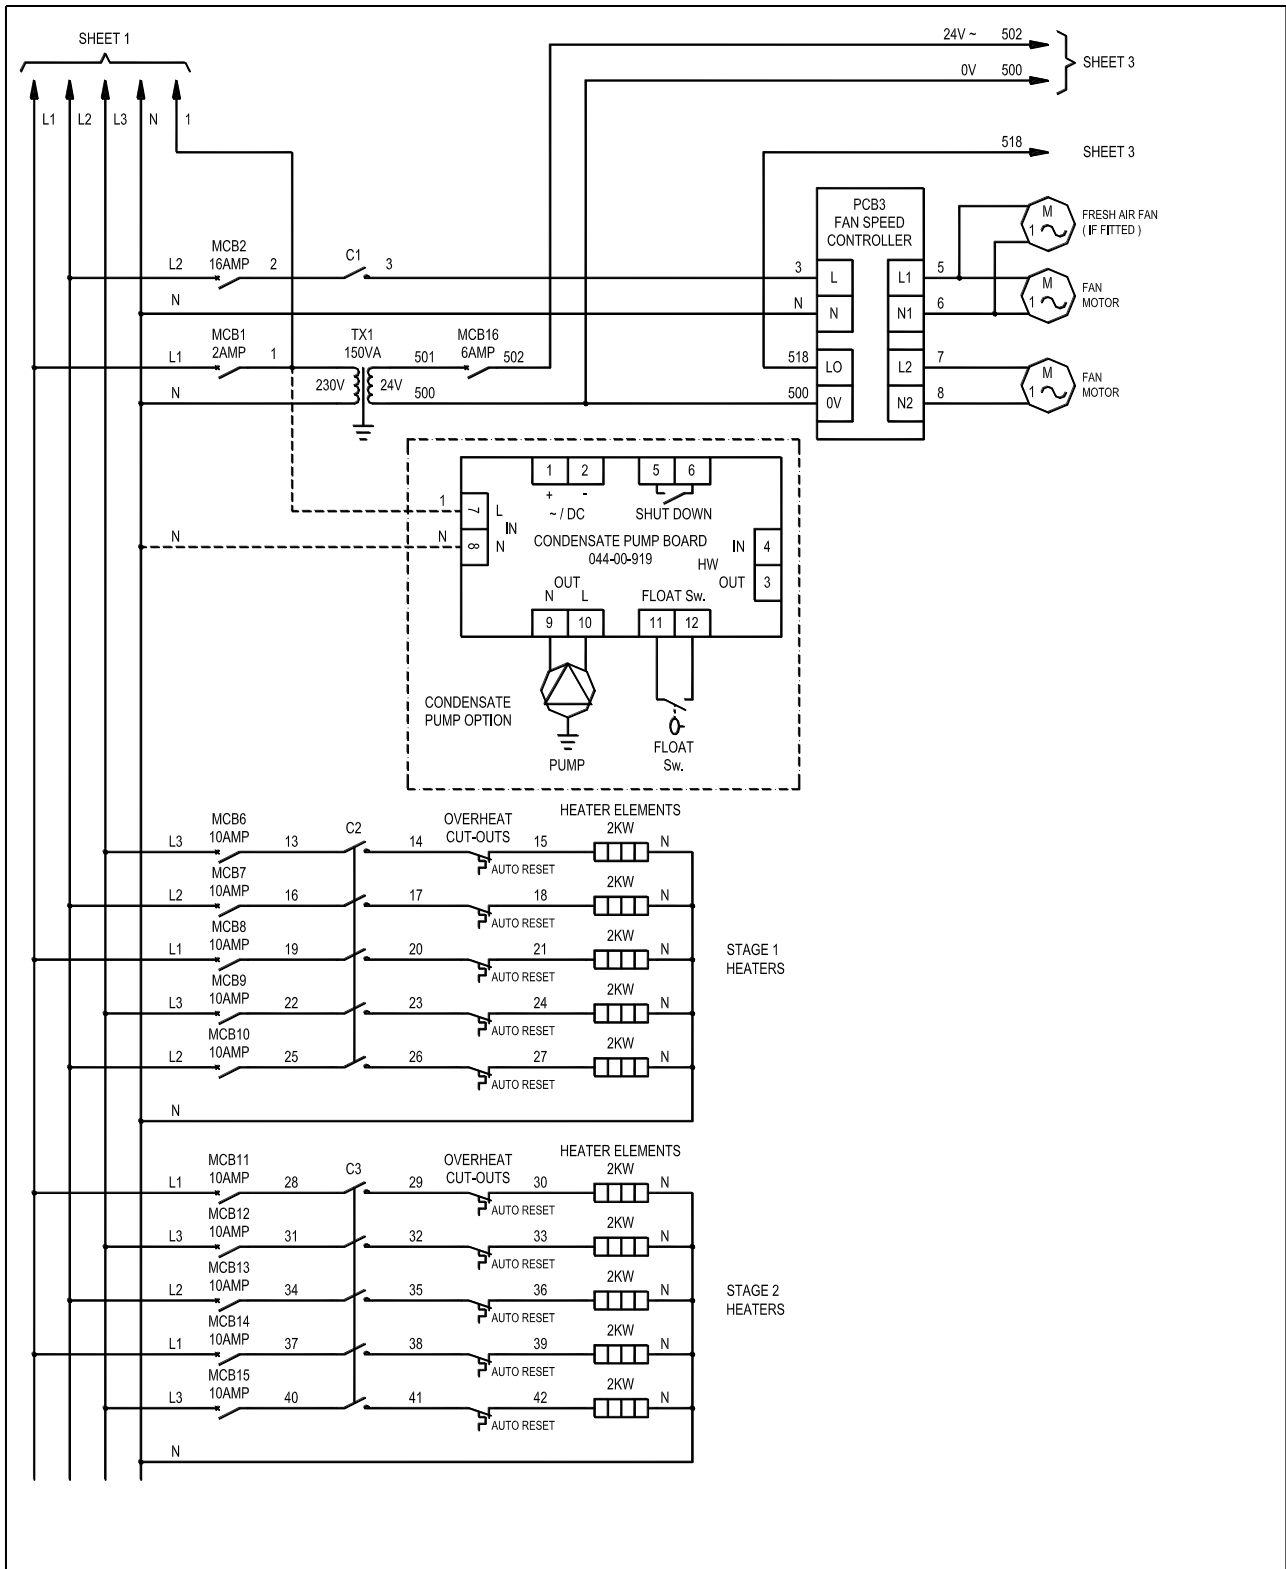 SHEET 1
L1 L2 L3 N 1
24V ~ 502
0V 500
SHEET 3
518 SHEET 3
PCB3
FAN SPEED
CONTROLLER
FRESH AIR FAN
( IF FITTED )
M
1
MCB2
16AMP
L2 2 C1 3
3 L L1 5
M
1
FAN
MOTOR
N
N N N1 6
MCB1
2AMP
L1 1
TX1
150VA
501
MCB16
6AMP
502
518 LO L2 7
M
1
FAN
MOTOR
230V 24V
N 500
500 0V N2 8
1 2 5 6
+ -
~ / DC
SHUT DOWN
1 7 L
IN
N N 8 N
CONDENSATE PUMP BOARD
044-00-919
HW
IN 4
OUT 3
OUT
N L
FLOAT Sw.
9 10 11 12
CONDENSATE
PUMP OPTION
PUMP
FLOAT
Sw.
MCB6
10AMP
C2
OVERHEAT
CUT-OUTS
HEATER ELEMENTS
2KW
L3 13 14 15 N
AUTO RESET
MCB7
10AMP
2KW
L2 16 17 18 N
AUTO RESET
MCB8
10AMP
2KW
L1 19 20 21 N
AUTO RESET
STAGE 1
HEATERS
MCB9
10AMP
2KW
L3 22 23 24 N
AUTO RESET
MCB10
10AMP
2KW
L2 25 26 27 N
AUTO RESET
N
MCB11
10AMP
C3
OVERHEAT
CUT-OUTS
HEATER ELEMENTS
2KW
L1 28 29 30 N
AUTO RESET
MCB12
10AMP
2KW
L3 31 32 33 N
AUTO RESET
MCB13
10AMP
2KW
L2 34 35 36 N
AUTO RESET
STAGE 2
HEATERS
MCB14
10AMP
2KW
L1 37 38 39 N
AUTO RESET
MCB15
10AMP
2KW
L3 40 41 42 N
AUTO RESET
N